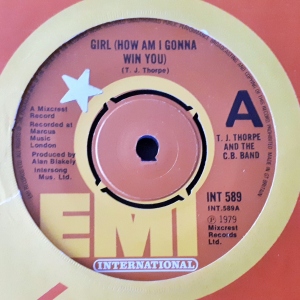 GIRL (HOW AM I GONNA
WIN YOU)
(T. J. Thorpe)
A Mixcrest
Record
Recorded at
Marcus
Music
London
Produced by
Alan Blakely
Intersong
Mus. Ltd.
A
T. J. THORPE
AND THE
C.B. BAND
INT 589
INT.589A
℗ 1979
Mixcrest
Records
Ltd.
EMI
INTERNATIONAL